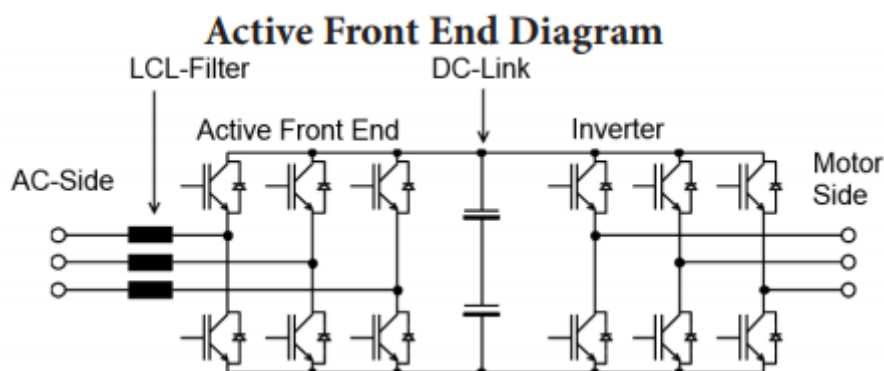 Active Front End Diagram
LCL-Filter
DC-Link
Active Front End
Inverter
AC-Side
Motor
Side